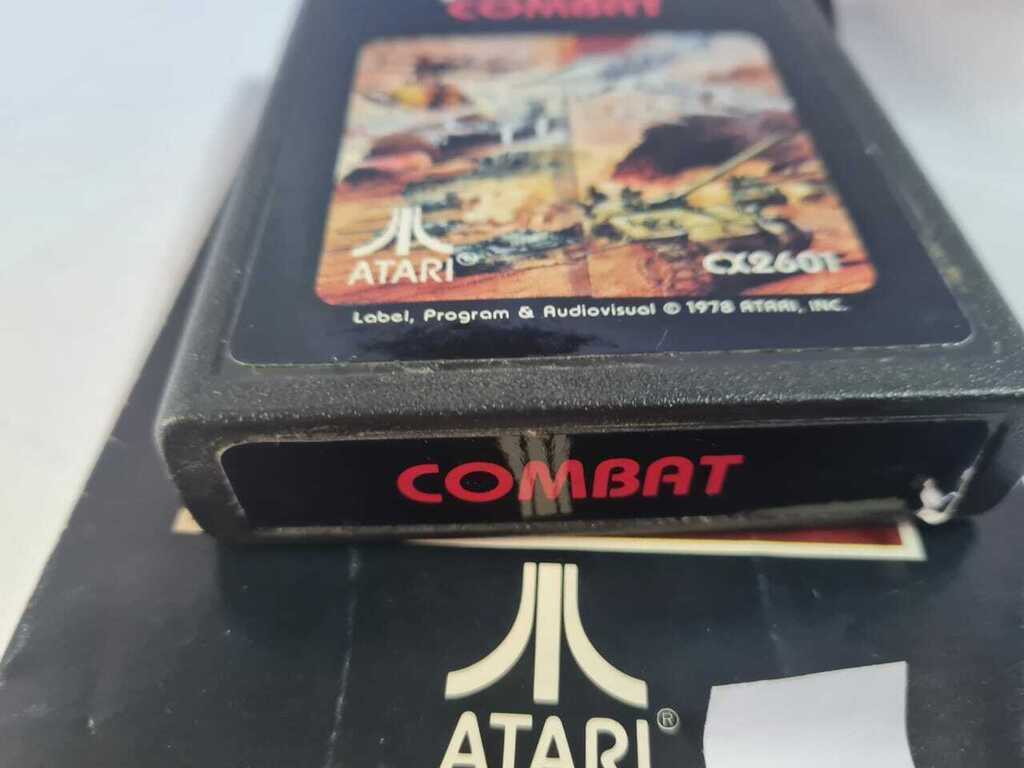 COMBAT
ATARI®
CX2601
Label, Program & Audiovisual © 1978 ATARI, INC.
COMBAT
ATARI®